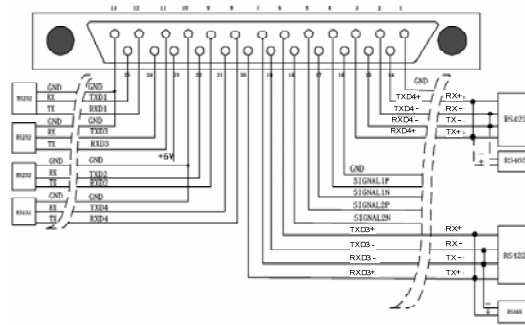 13 12 11 10 9 8 7 6 5 4 3 2 1
25 24 23 22 21 20 19 18 17 16 15 14
GND GND
RS232 RX TXD1
TX RXD1
GND GND
RS232 RX TXD3
TX RXD3
+5V
GND GND
RS232 RX TXD2
TX RXD2
GND GND
RS232 RX TXD4
TX RXD4
GND
TXD4+ RX+
TXD4- RX-
RXD4- TX-
RXD4+ TX+
RS422
- +
RS485
GND
SIGNAL1P
SIGNAL1N
SIGNAL2P
SIGNAL2N
TXD3+ RX+
TXD3- RX-
RXD3- TX-
RXD3+ TX+
RS422
RS485